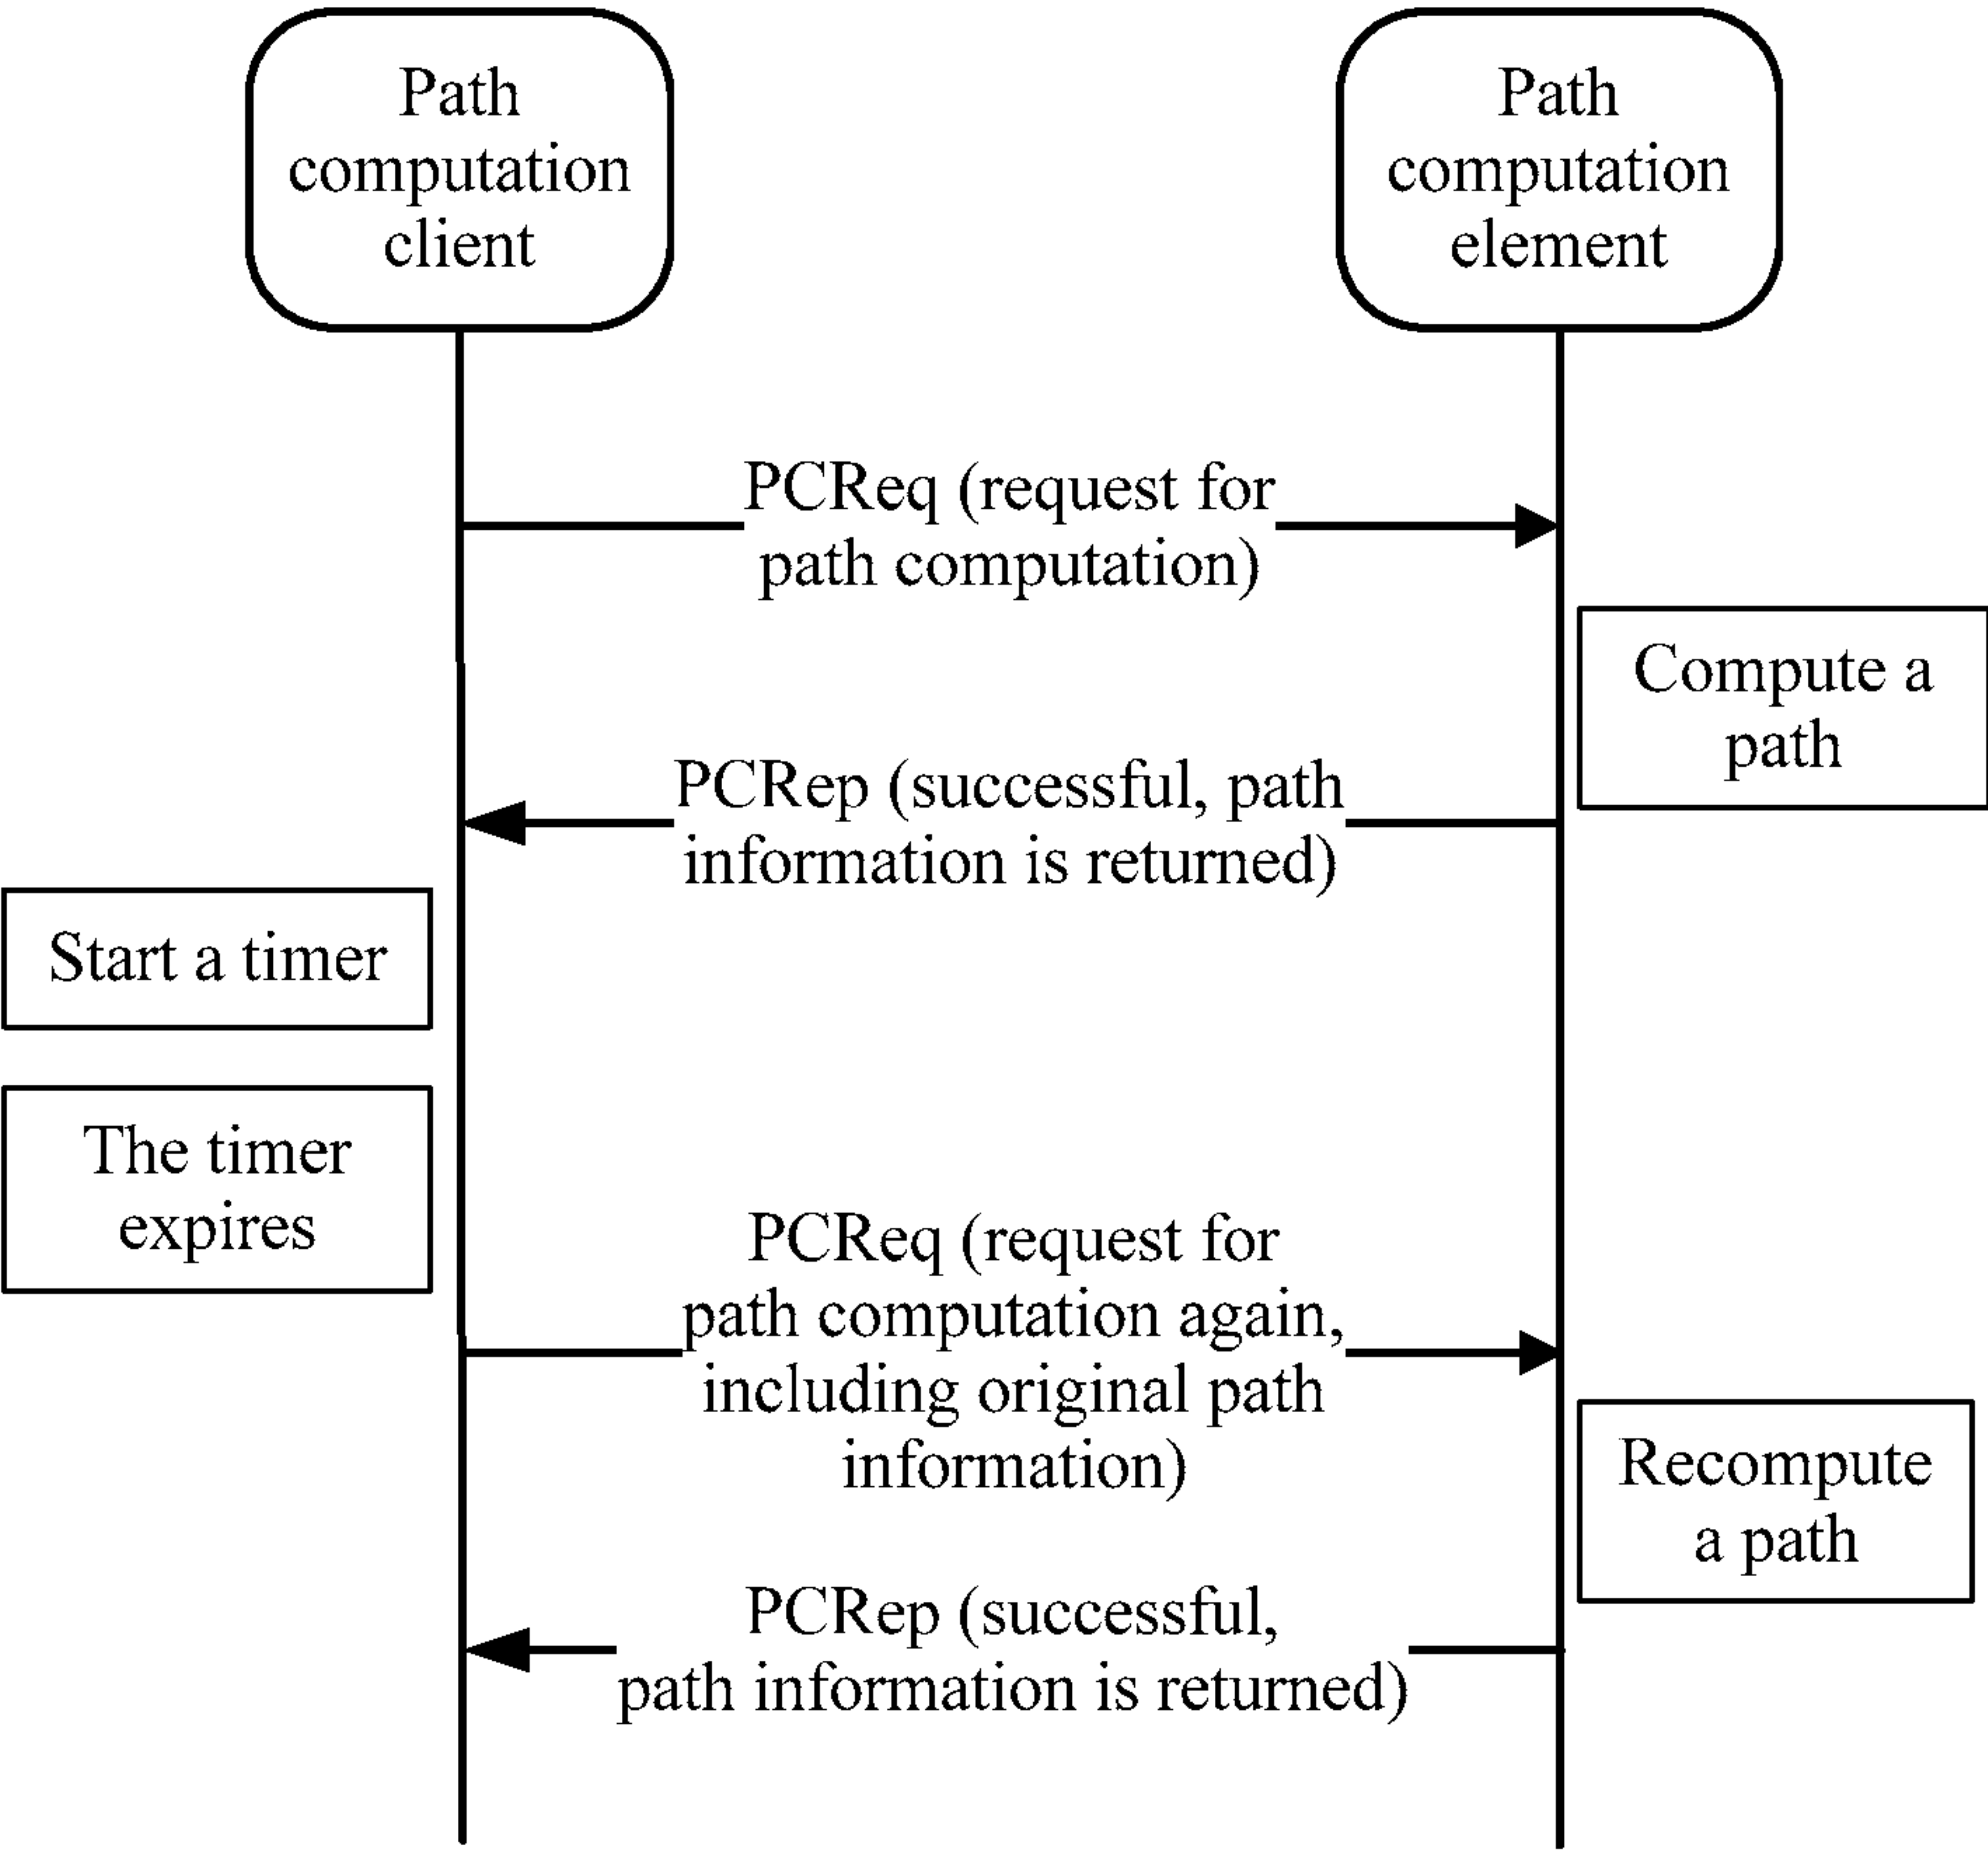 Path
computation
client
Path
computation
element
PCReq (request for
path computation)
Compute a
path
PCRep (successful, path
information is returned)
Start a timer
The timer
expires
PCReq (request for
path computation again,
including original path
information)
Recompute
a path
PCRep (successful,
path information is returned)